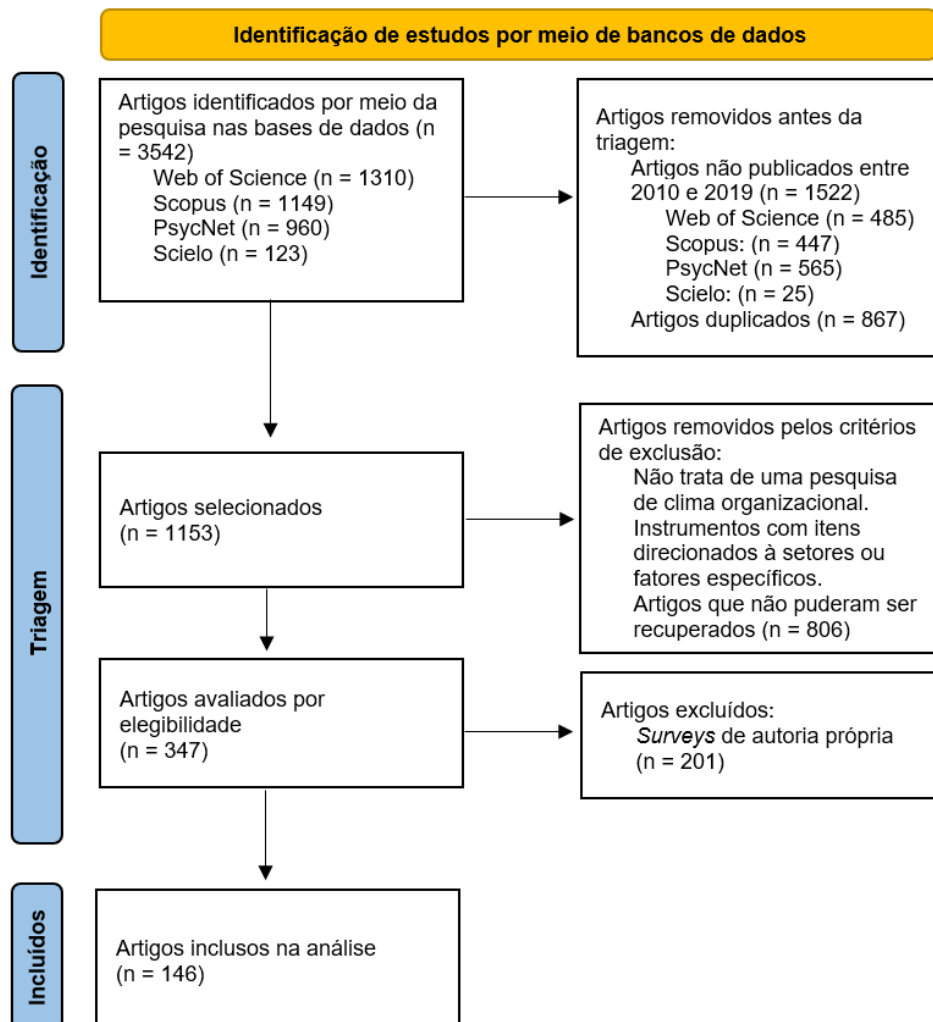 Identificação de estudos por meio de bancos de dados
Identificação
Artigos identificados por meio da
pesquisa nas bases de dados (n
= 3542)
Web of Science (n = 1310)
Scopus (n = 1149)
PsycNet (n = 960)
Scielo (n = 123)
Artigos removidos antes da
triagem:
Artigos não publicados entre
2010 e 2019 (n = 1522)
Web of Science (n = 485)
Scopus: (n = 447)
PsycNet (n = 565)
Scielo: (n = 25)
Artigos duplicados (n = 867)
Triagem
Artigos selecionados
(n = 1153)
Artigos removidos pelos critérios
de exclusão:
Não trata de uma pesquisa
de clima organizacional.
Instrumentos com itens
direcionados à setores ou
fatores específicos.
Artigos que não puderam ser
recuperados (n = 806)
Artigos avaliados por
elegibilidade
(n = 347)
Artigos excluídos:
Surveys de autoria própria
(n = 201)
Incluídos
Artigos inclusos na análise
(n = 146)